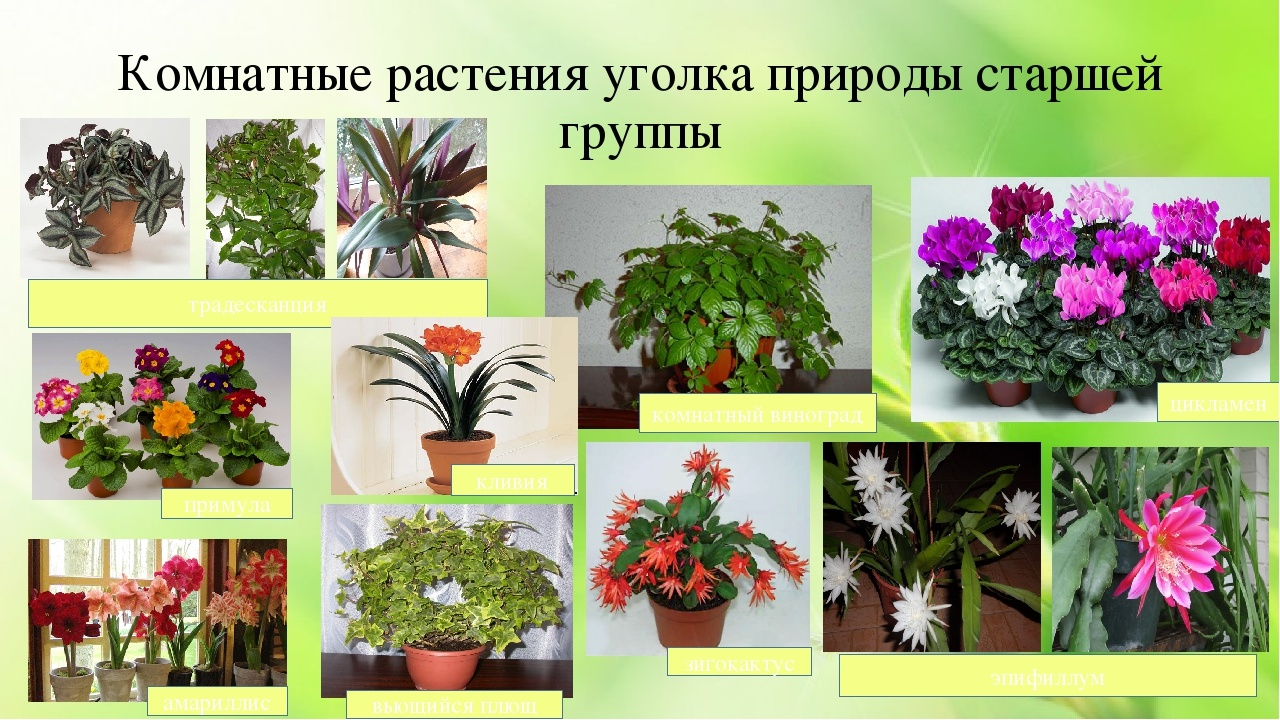 Комнатные растения уголка природы старшей
группы
традесканция
комнатный виноград
цикламен
примула
кливия
амариллис
вьющийся плющ
зигокактус
эпифиллум